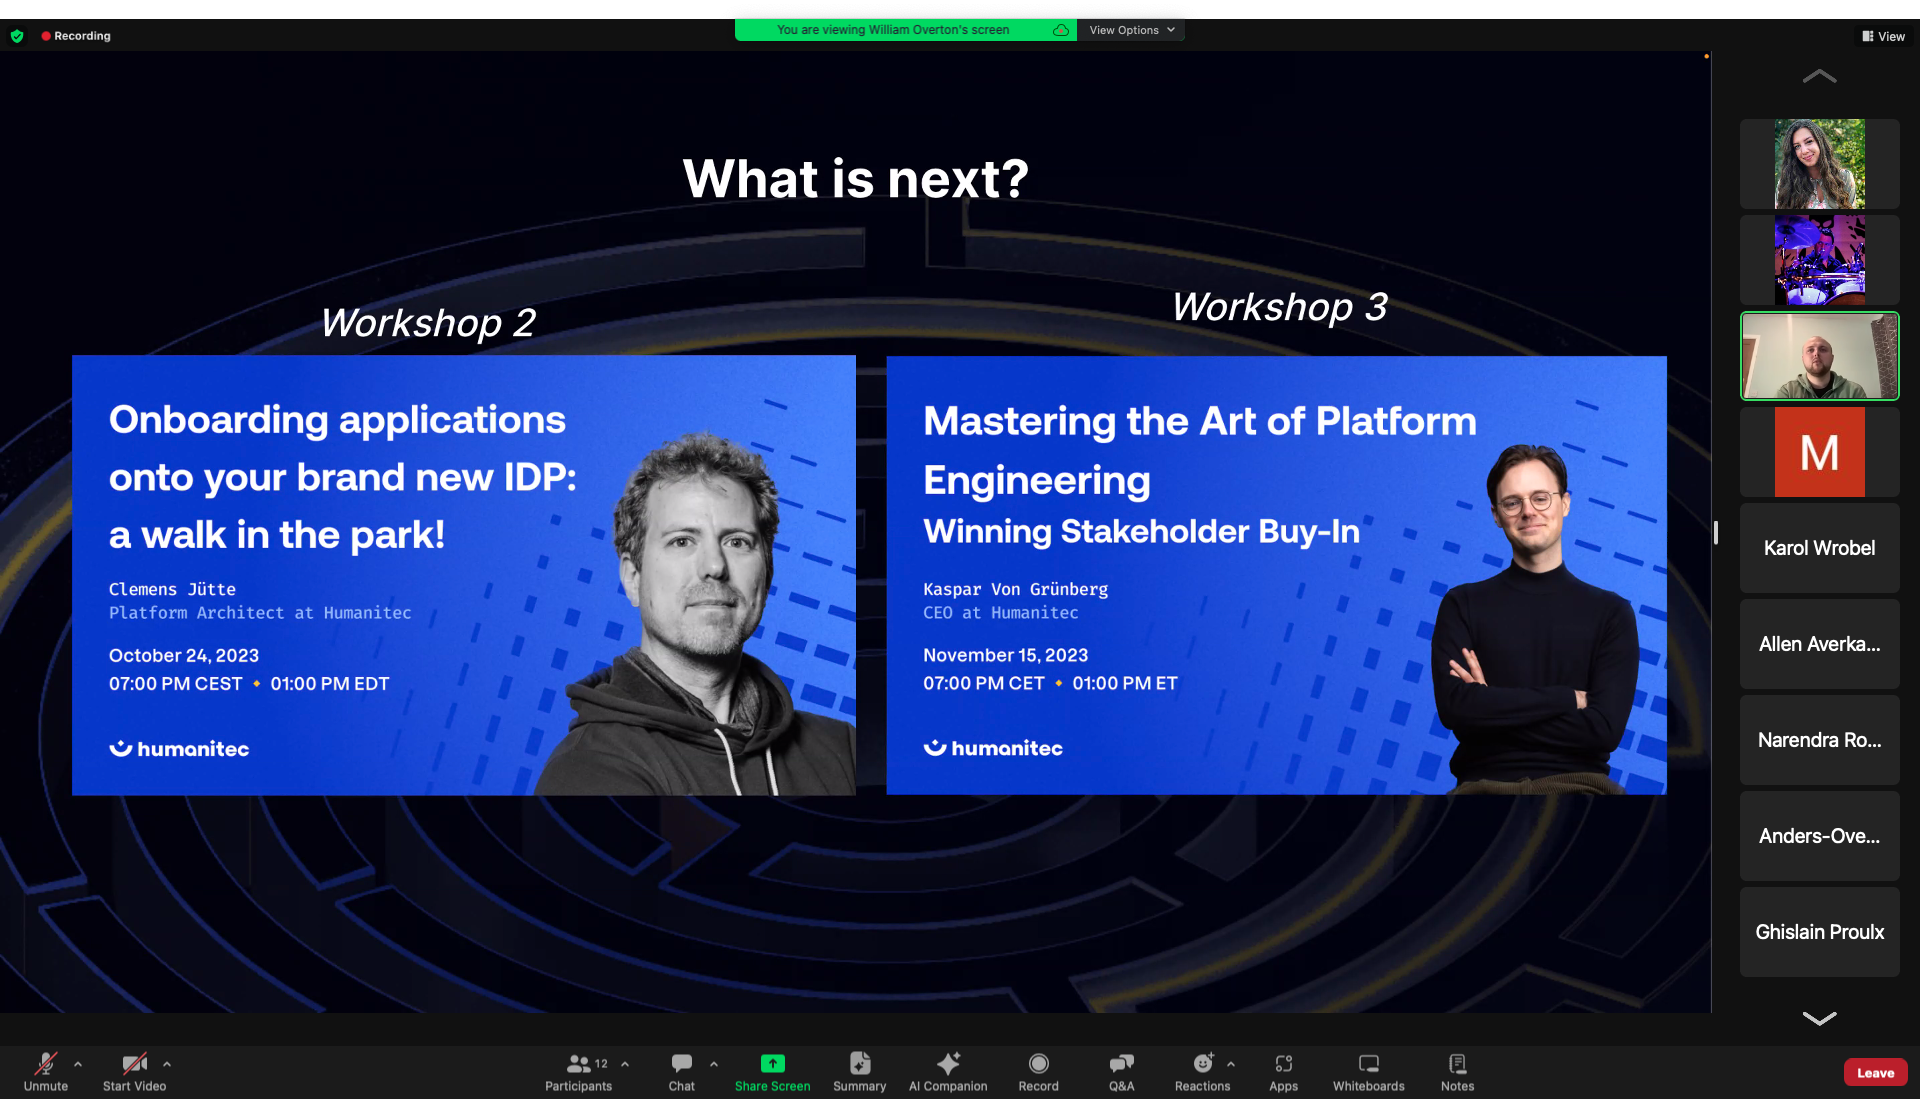 Recording
You are viewing William Overton's screen
View Options
View
What is next?
Workshop 2
Onboarding applications
onto your brand new IDP:
a walk in the park!
Clemens Jütte
Platform Architect at Humanitec
October 24, 2023
07:00 PM CEST • 01:00 PM EDT
humanitec
Workshop 3
Mastering the Art of Platform
Engineering
Winning Stakeholder Buy-In
Kaspar Von Grünberg
CEO at Humanitec
November 15, 2023
07:00 PM CET • 01:00 PM ET
humanitec
M
Karol Wrobel
Allen Averka...
Narendra Ro...
Anders-Ove...
Ghislain Proulx
Unmute
Start Video
12
Participants
Chat
Share Screen
Summary
AI Companion
Record
Q&A
Reactions
Apps
Whiteboards
Notes
Leave